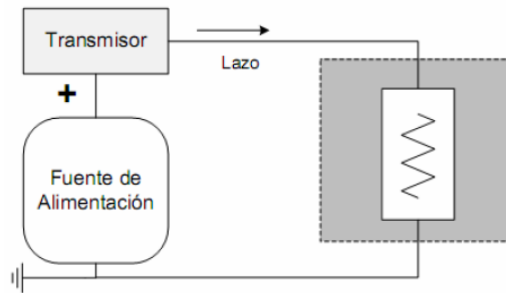 Transmisor
Lazo
+
Fuente de
Alimentación